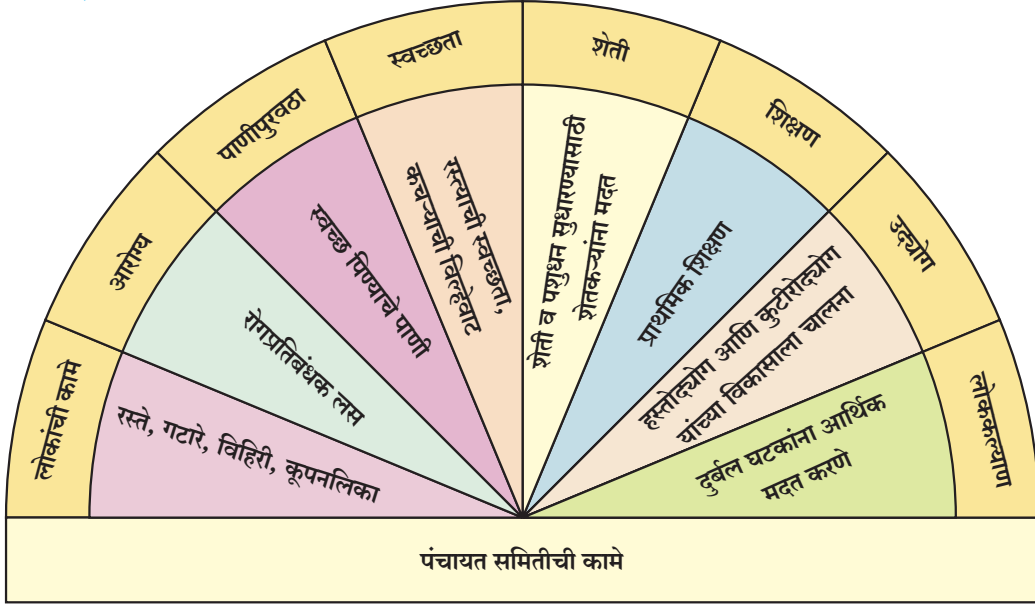 लोकांची कामे
रस्ते, गटारे, विहिरी, कूपनलिका
आरोग्य
रोगप्रतिबंधक लस
पाणीपुरवठा
स्वच्छ पिण्याचे पाणी
स्वच्छता
रस्त्याची स्वच्छता,
कचऱ्याची विल्हेवाट
शेती
शेती व पशुधन सुधारण्यासाठी
शेतकऱ्यांना मदत
शिक्षण
प्राथमिक शिक्षण
उद्योग
हस्तोद्योग आणि कुटीरोद्योग
यांच्या विकासाला चालना
लोककल्याण
दुर्बल घटकांना आर्थिक
मदत करणे
पंचायत समितीची कामे